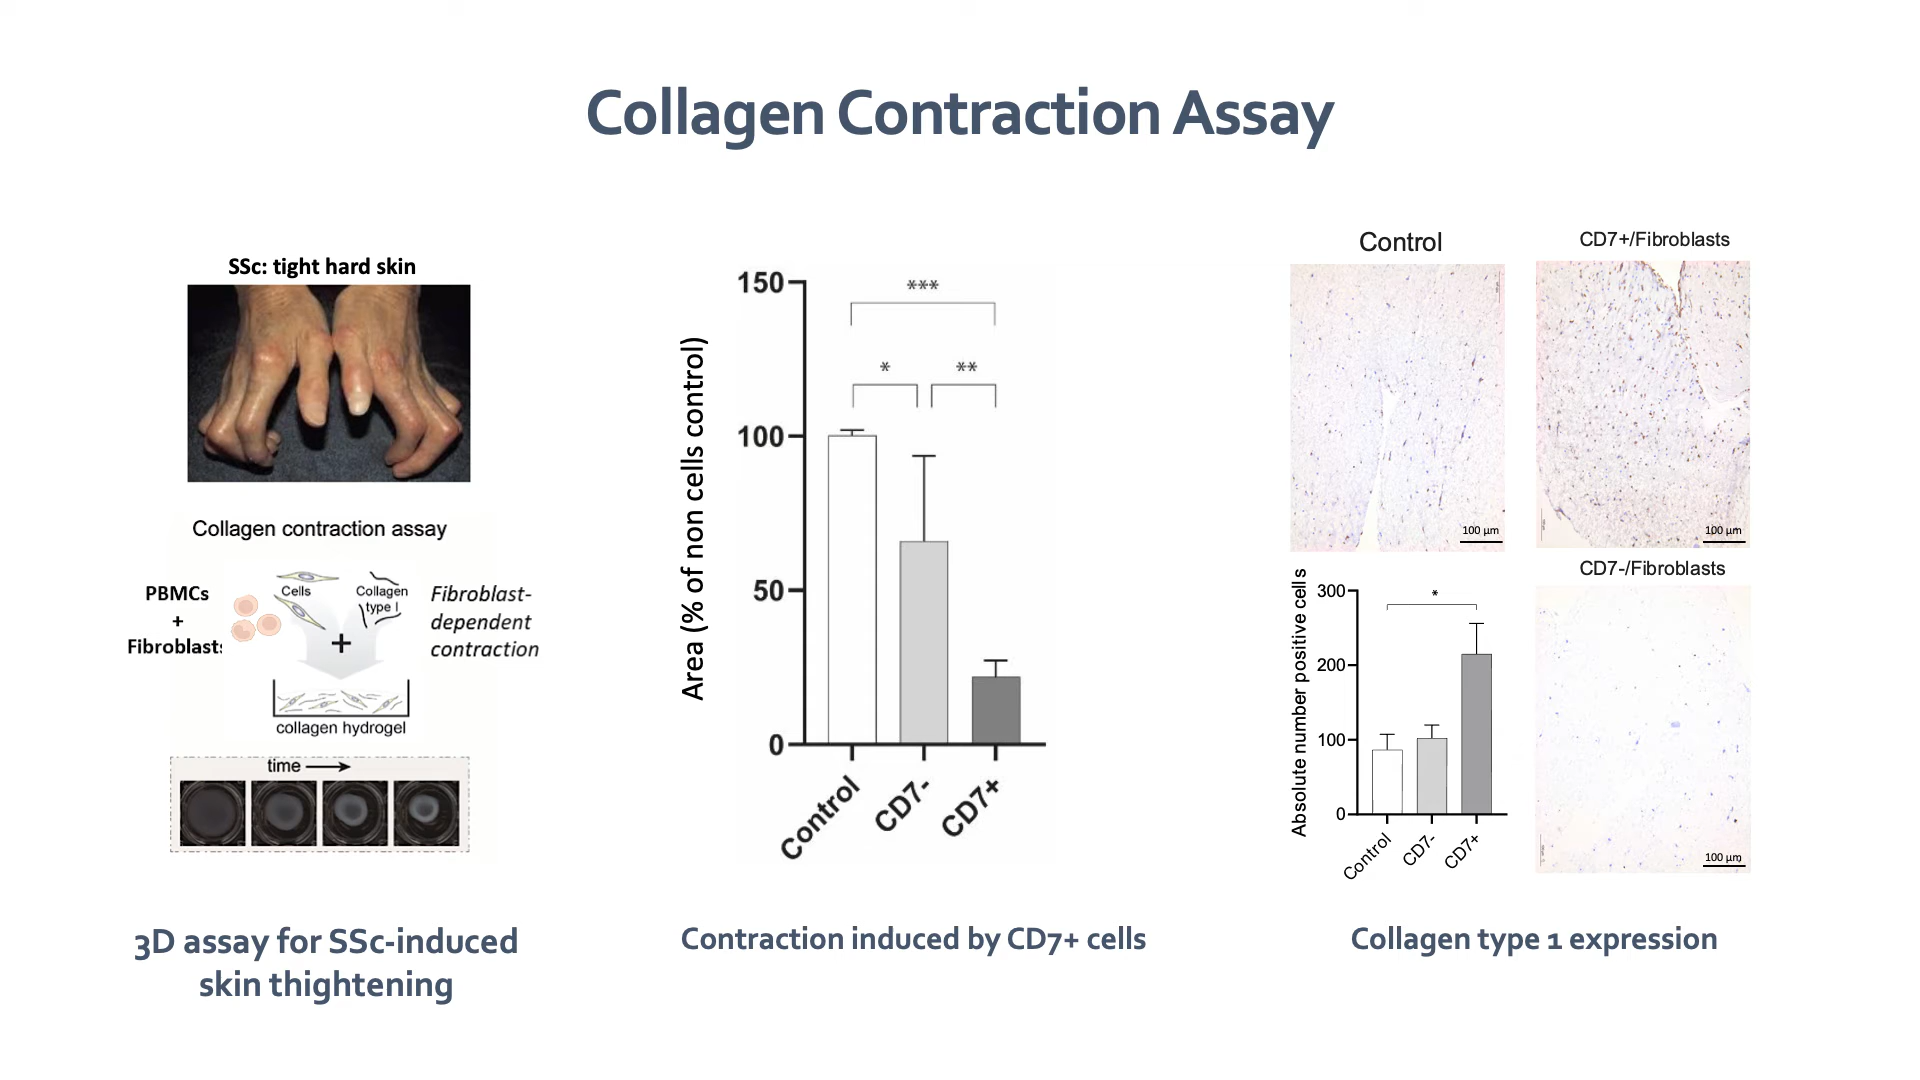 Collagen Contraction Assay
SSc: tight hard skin
Collagen contraction assay
PBMCs
+
Fibroblasts
Cells
Collagen
type I
+
Fibroblast-
dependent
contraction
collagen hydrogel
time
3D assay for SSc-induced
skin thightening
Area (% of non cells control)
150
100
50
0
***
*
**
Control
CD7-
CD7+
Contraction induced by CD7+ cells
Control
100 µm
CD7+/Fibroblasts
100 µm
Absolute number positive cells
300
200
100
0
*
Control
CD7-
CD7+
CD7-/Fibroblasts
100 µm
Collagen type 1 expression